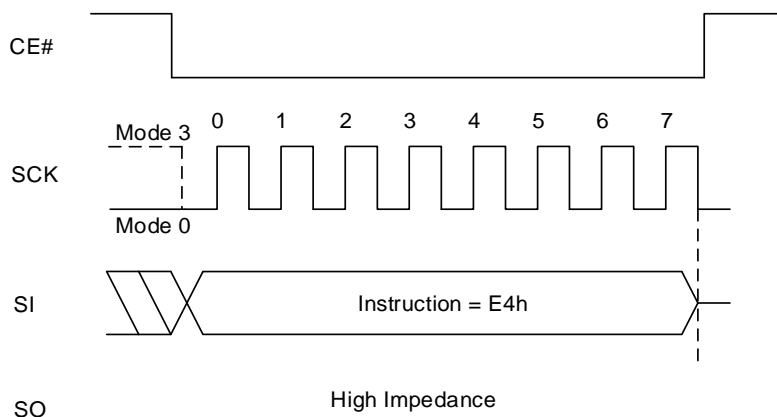 CE#
0 1 2 3 4 5 6 7
Mode 3
SCK
Mode 0
SI
Instruction = E4h
High Impedance
SO